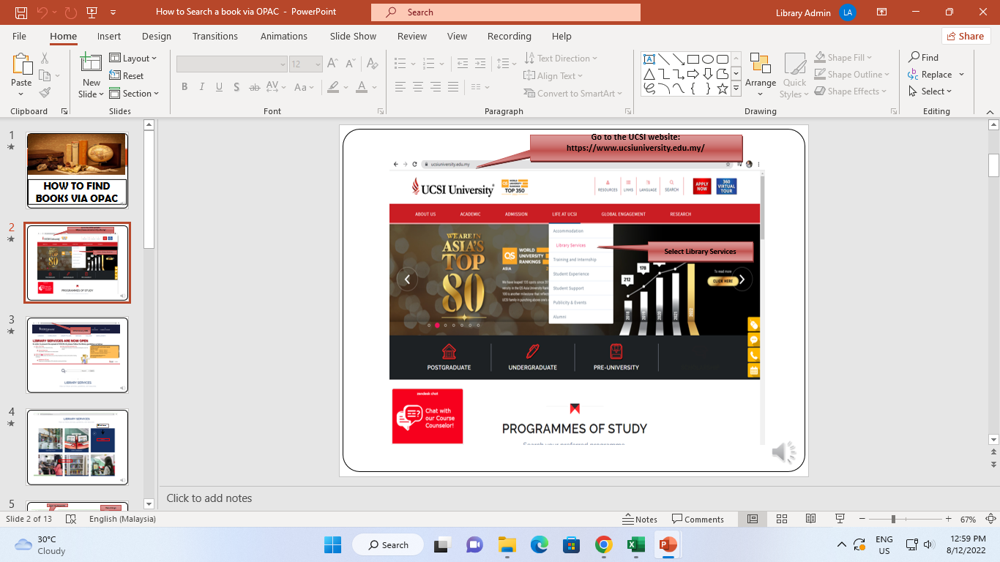 How to Search a book via OPAC - PowerPoint
Search
Library Admin
LA
File Home Insert Design Transitions Animations Slide Show Review View Recording Help
Share
Paste
New
Slide
Layout
Reset
Section
12
Text Direction
Align Text
Convert to SmartArt
Arrange
Quick
Styles
Shape Fill
Shape Outline
Shape Effects
Find
Replace
Select
Clipboard
Slides
Font
Paragraph
Drawing
Editing
1
HOW TO FIND
BOOKS VIA OPAC
2
PROGRAMMES OF STUDY
3
LIBRARY SERVICES ARE NOW OPEN
LIBRARY SERVICES
4
LIBRARY SERVICES
5
Go to the UCSI website:
https://www.ucsiuniversity.edu.my/
ucsiuniversity.edu.my
UCSI University
WORLD
UNIVERSITY
RANKINGS
TOP 350
RESOURCES
LINKS
LANGUAGE
SEARCH
APPLY
NOW
360
VIRTUAL
TOUR
ABOUT US ACADEMIC ADMISSION LIFE AT UCSI GLOBAL ENGAGEMENT RESEARCH
WE ARE IN
ASIA'S
TOP
80
QS WORLD
UNIVERSITY
RANKINGS
ASIA
Accommodation
Library Services
Training and Internship
Student Experience
Student Support
Publicity & Events
Alumni
Select Library Services
212
178
2018 2019 2020 2021 2022
To read more
CLICK HERE
POSTGRADUATE
UNDERGRADUATE
PRE-UNIVERSITY
zendesk chat
Chat with
our Course
Counselor!
PROGRAMMES OF STUDY
Search your preferred programme
Click to add notes
Slide 2 of 13
English (Malaysia)
Notes
Comments
67%
30°C
Cloudy
Search
ENG
US
12:59 PM
8/12/2022